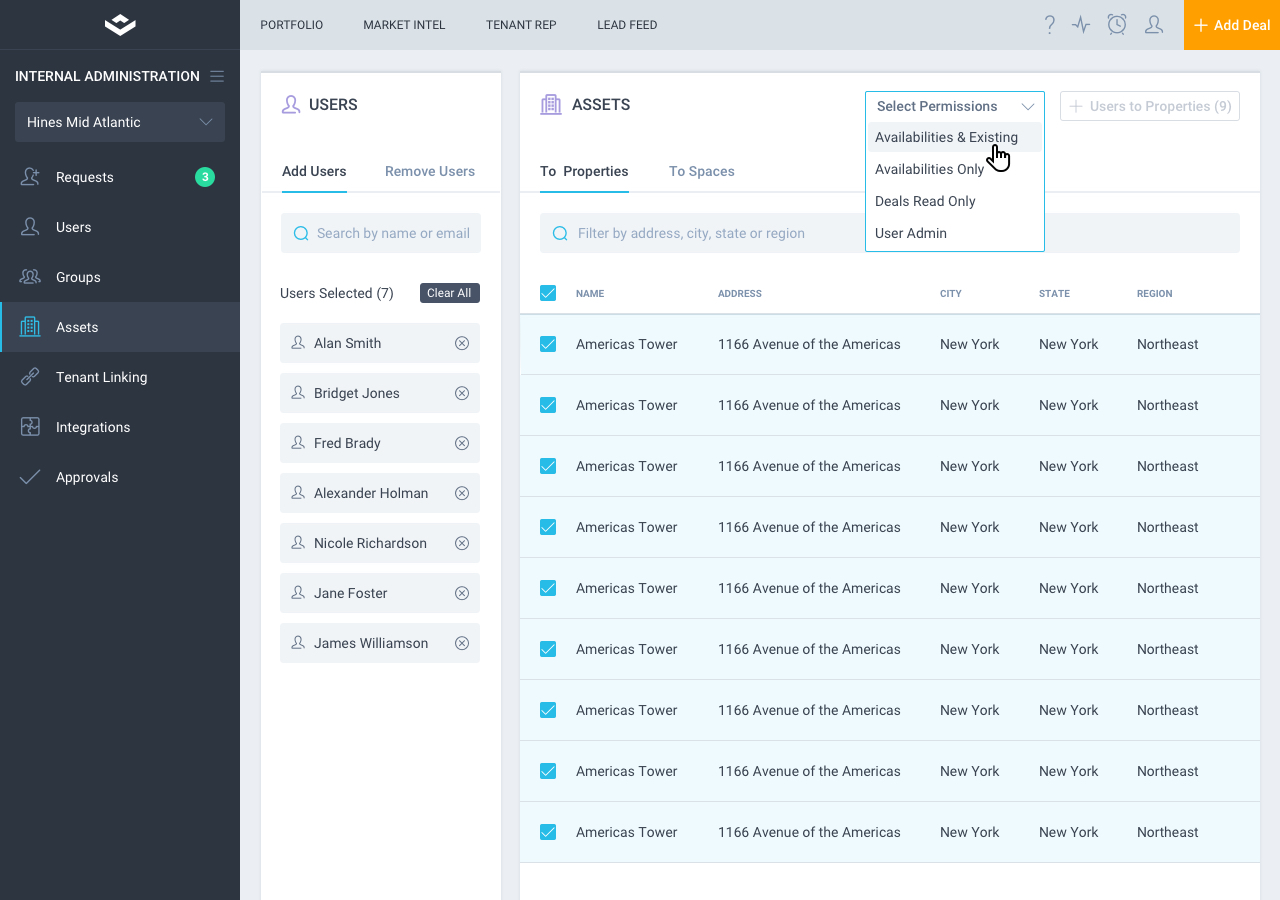 PORTFOLIO MARKET INTEL TENANT REP LEAD FEED ? + Add Deal
INTERNAL ADMINISTRATION
Hines Mid Atlantic
Requests 3
Users
Groups
Assets
Tenant Linking
Integrations
Approvals
USERS
Add Users Remove Users
Search by name or email
Users Selected (7) Clear All
Alan Smith
Bridget Jones
Fred Brady
Alexander Holman
Nicole Richardson
Jane Foster
James Williamson
ASSETS
Select Permissions
+ Users to Properties (9)
Availabilities & Existing
Availabilities Only
Deals Read Only
User Admin
To Properties To Spaces
Filter by address, city, state or region
NAME ADDRESS CITY STATE REGION
Americas Tower 1166 Avenue of the Americas New York New York Northeast
Americas Tower 1166 Avenue of the Americas New York New York Northeast
Americas Tower 1166 Avenue of the Americas New York New York Northeast
Americas Tower 1166 Avenue of the Americas New York New York Northeast
Americas Tower 1166 Avenue of the Americas New York New York Northeast
Americas Tower 1166 Avenue of the Americas New York New York Northeast
Americas Tower 1166 Avenue of the Americas New York New York Northeast
Americas Tower 1166 Avenue of the Americas New York New York Northeast
Americas Tower 1166 Avenue of the Americas New York New York Northeast